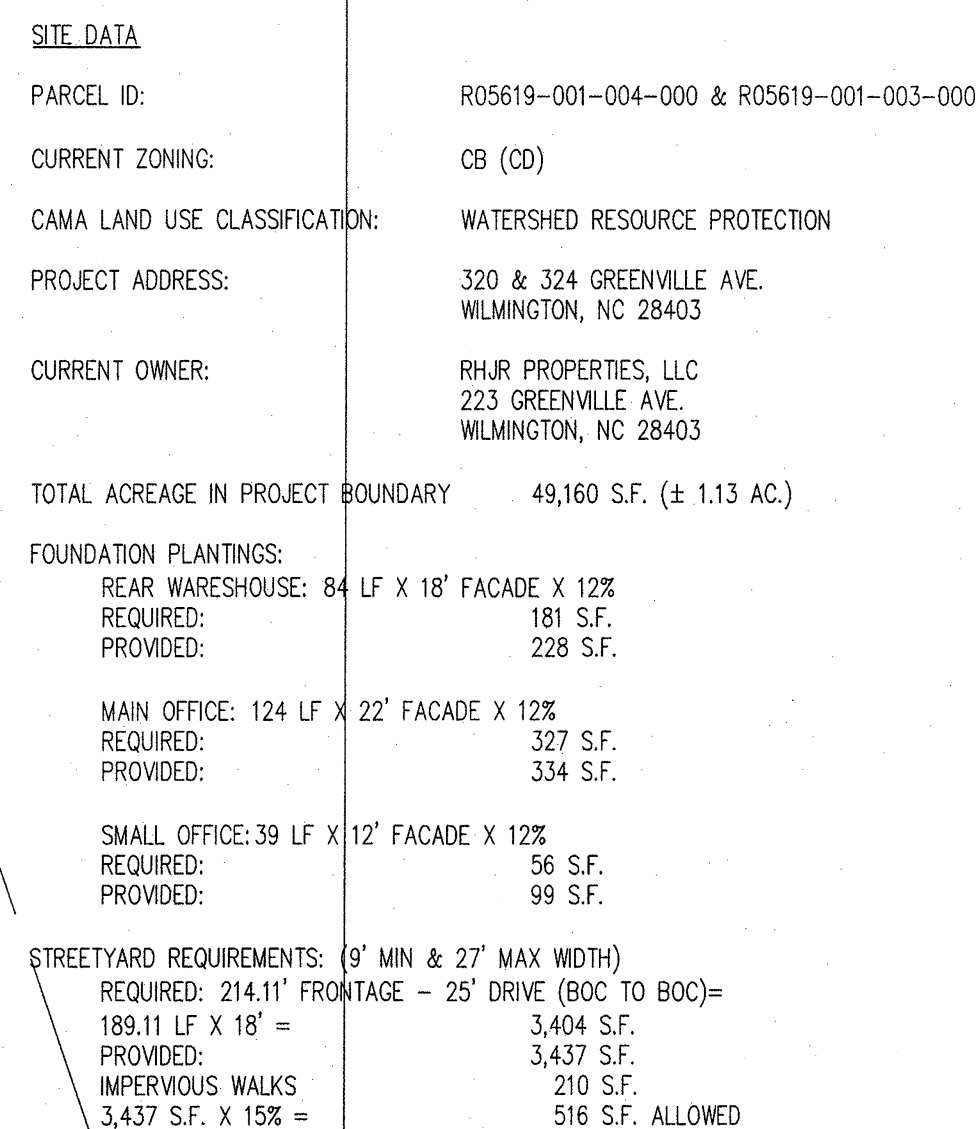 SITE DATA
PARCEL ID: R05619-001-004-000 & R05619-001-003-000
CURRENT ZONING: CB (CD)
CAMA LAND USE CLASSIFICATION: WATERSHED RESOURCE PROTECTION
PROJECT ADDRESS: 320 & 324 GREENVILLE AVE.
WILMINGTON, NC 28403
CURRENT OWNER: RHJR PROPERTIES, LLC
223 GREENVILLE AVE.
WILMINGTON, NC 28403
TOTAL ACREAGE IN PROJECT BOUNDARY 49,160 S.F. (± 1.13 AC.)
FOUNDATION PLANTINGS:
REAR WARESHOUSE: 84 LF X 18' FACADE X 12%
REQUIRED: 181 S.F.
PROVIDED: 228 S.F.
MAIN OFFICE: 124 LF X 22' FACADE X 12%
REQUIRED: 327 S.F.
PROVIDED: 334 S.F.
SMALL OFFICE: 39 LF X 12' FACADE X 12%
REQUIRED: 56 S.F.
PROVIDED: 99 S.F.
STREETYARD REQUIREMENTS: (9' MIN & 27' MAX WIDTH)
REQUIRED: 214.11' FRONTAGE - 25' DRIVE (BOC TO BOC)=
189.11 LF X 18' = 3,404 S.F.
PROVIDED: 3,437 S.F.
IMPERVIOUS WALKS 210 S.F.
3,437 S.F. X 15% = 516 S.F. ALLOWED